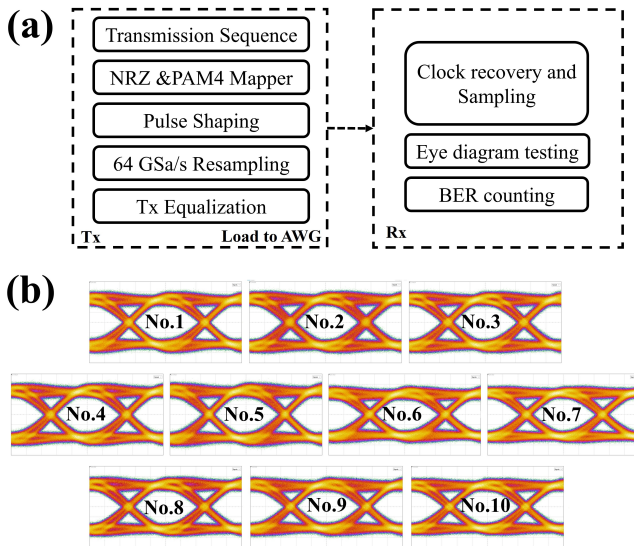 (a)
Transmission Sequence
NRZ &PAM4 Mapper
Pulse Shaping
64 GSa/s Resampling
Tx Equalization
Tx
Load to AWG
Clock recovery and
Sampling
Eye diagram testing
BER counting
Rx
(b)
No.1
No.2
No.3
No.4
No.5
No.6
No.7
No.8
No.9
No.10